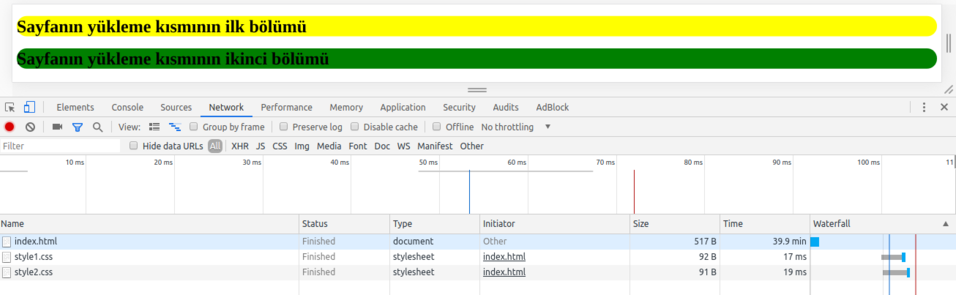 Sayfanın yükleme kısmının ilk bölümü
Sayfanın yükleme kısmının ikinci bölümü
Elements Console Sources Network Performance Memory Application Security Audits AdBlock
View: Group by frame Preserve log Disable cache Offline No throttling
Filter Hide data URLs All XHR JS CSS Img Media Font Doc WS Manifest Other
10 ms 20 ms 30 ms 40 ms 50 ms 60 ms 70 ms 80 ms 90 ms 100 ms 11
Name Status Type Initiator Size Time Waterfall
index.html Finished document Other 517 B 39.9 min
style1.css Finished stylesheet index.html 92 B 17 ms
style2.css Finished stylesheet index.html 91 B 19 ms